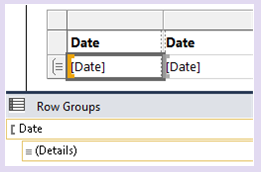 Date Date
[Date] [Date]
Row Groups
Date
(Details)